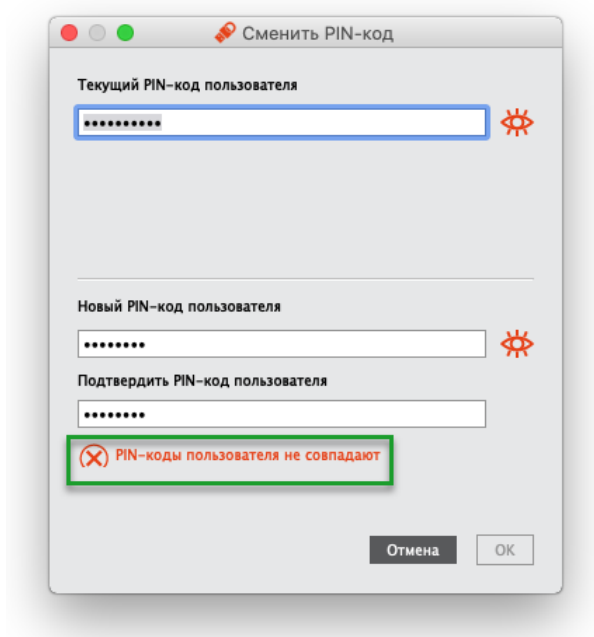 Сменить PIN-код
Текущий PIN-код пользователя
••••••••••
Новый PIN-код пользователя
••••••••
Подтвердить PIN-код пользователя
••••••••
PIN-коды пользователя не совпадают
Отмена
OK